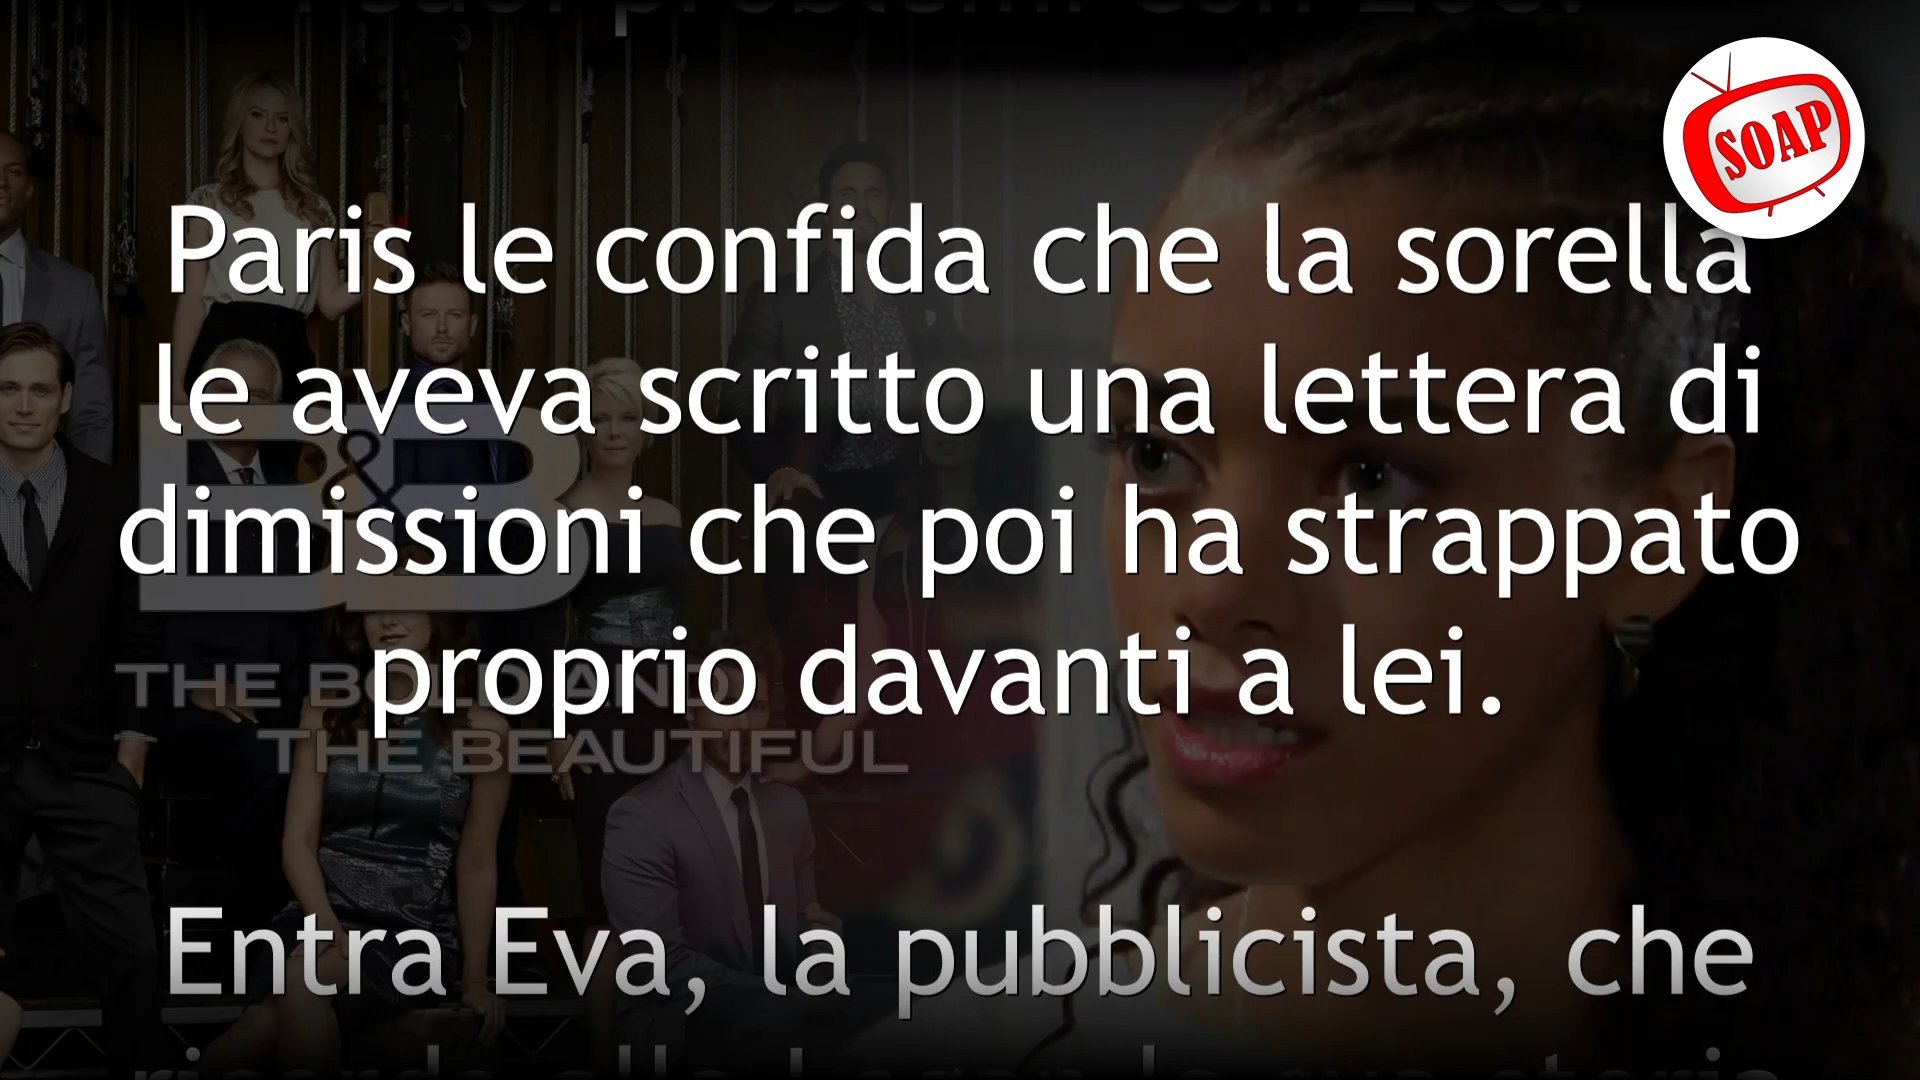 SOAP
Paris le confida che la sorella
le aveva scritto una lettera di
dimissioni che poi ha strappato
proprio davanti a lei.
B&B
THE BOLD AND
THE BEAUTIFUL
Entra Eva, la pubblicista, che